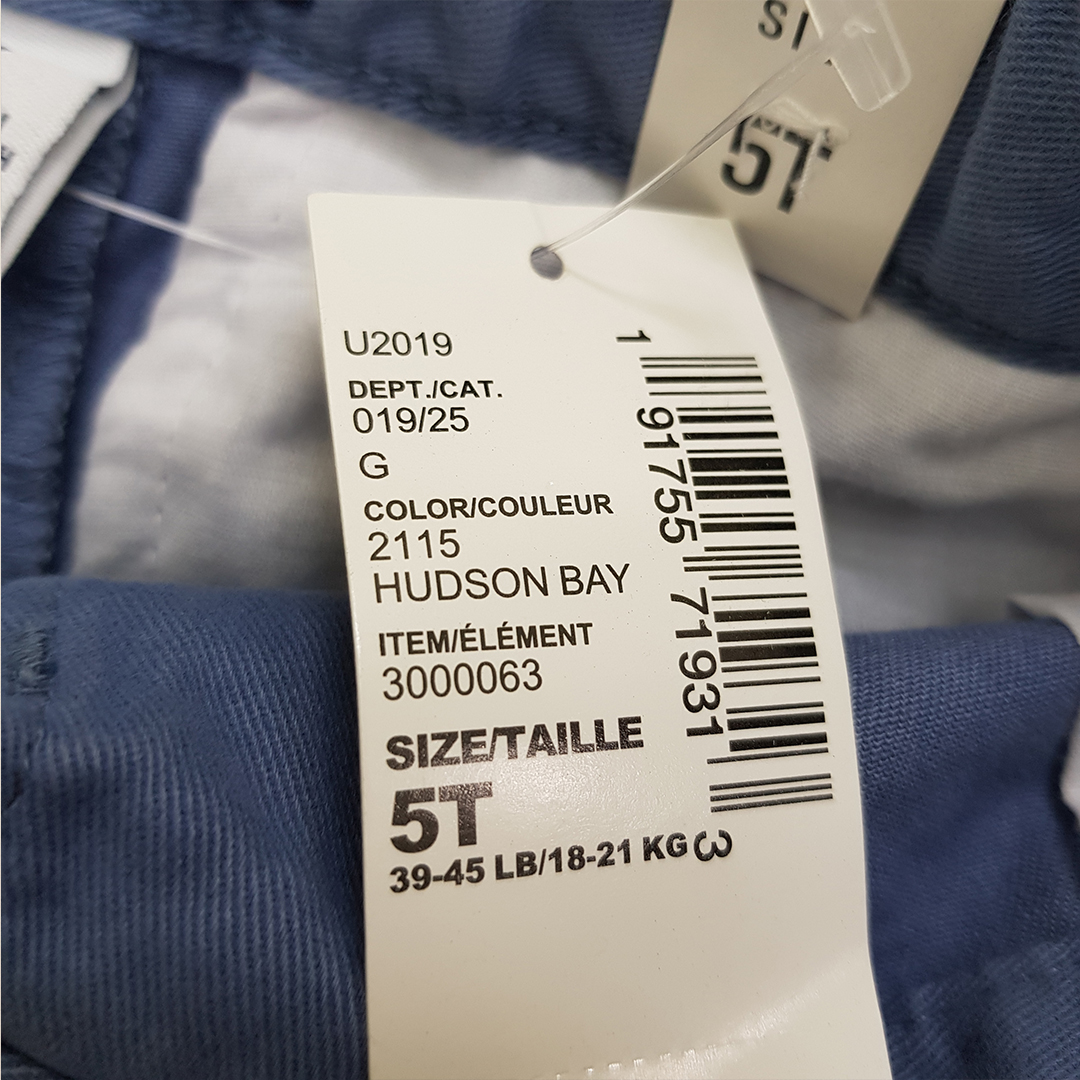 U2019
DEPT./CAT.
019/25
G
COLOR/COULEUR
2115
HUDSON BAY
ITEM/ÉLÉMENT
3000063
SIZE/TAILLE
5T
39-45 LB/18-21 KG
1 91755 71931 3
5T